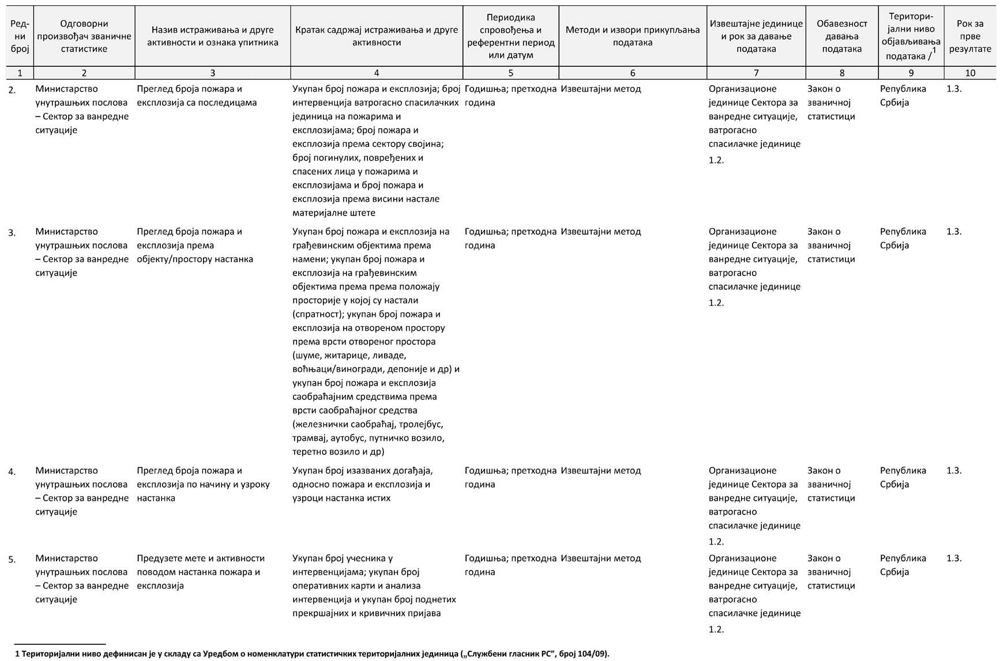 Ред-
ни
број
Одговорни
произвођач званичне
статистике
Назив истраживања и друге
активности и ознака упитника
Кратак садржај истраживања и друге
активности
Периодика
спровођења и
референтни период
или датум
Методи и извори прикупљања
података
Извештајне јединице
и рок за давање
података
Обавезност
давања
података
Територи-
јални ниво
објављивања
података /1
Рок за
прве
резултате
1 2 3 4 5 6 7 8 9 10
2.
Министарство
унутрашњих послова
– Сектор за ванредне
ситуације
Преглед броја пожара и
експлозија са последицама
Укупан број пожара и експлозија; број
интервенција ватрогасно спасилачких
јединица на пожарима и
експлозијама; број пожара и
експлозија према сектору својина;
број погинулих, повређених и
спасених лица у пожарима и
експлозијама и број пожара и
експлозија према висини настале
материјалне штете
Годишња; претходна
година
Извештајни метод
Организационе
јединице Сектора за
ванредне ситуације,
ватрогасно
спасилачке јединице
1.2.
Закон о
званичној
статистици
Република
Србија
1.3.
3.
Министарство
унутрашњих послова
– Сектор за ванредне
ситуације
Преглед броја пожара и
експлозија према
објекту/простору настанка
Укупан број пожара и експлозија на
грађевинским објектима према
намени; укупан број пожара и
експлозија на грађевинским
објектима према према положају
просторије у којој су настали
(спратност); укупан број пожара и
експлозија на отвореном простору
према врсти отвореног простора
(шуме, житарице, ливаде,
воћњаци/виногради, депоније и др) и
укупан број пожара и експлозија
саобраћајним средствима према
врсти саобраћајног средства
(железнички саобраћај, тролејбус,
трамвај, аутобус, путничко возило,
теретно возило и др)
Годишња; претходна
година
Извештајни метод
Организационе
јединице Сектора за
ванредне ситуације,
ватрогасно
спасилачке јединице
1.2.
Закон о
званичној
статистици
Република
Србија
1.3.
4.
Министарство
унутрашњих послова
– Сектор за ванредне
ситуације
Преглед броја пожара и
експлозија по начину и узроку
настанка
Укупан број изазваних догађаја,
односно пожара и експлозија и
узроци настанка истих
Годишња; претходна
година
Извештајни метод
Организационе
јединице Сектора за
ванредне ситуације,
ватрогасно
спасилачке јединице
1.2.
Закон о
званичној
статистици
Република
Србија
1.3.
5.
Министарство
унутрашњих послова
– Сектор за ванредне
ситуације
Предузете мете и активности
поводом настанка пожара и
експлозија
Укупан број учесника у
интервенцијама; укупан број
оперативних карти и анализа
интервенција и укупан број поднетих
прекршајних и кривичних пријава
Годишња; претходна
година
Извештајни метод
Организационе
јединице Сектора за
ванредне ситуације,
ватрогасно
спасилачке јединице
1.2.
Закон о
званичној
статистици
Република
Србија
1.3.
1 Територијални ниво дефинисан је у складу са Уредбом о номенклатури статистичких територијалних јединица („Службени гласник РС”, број 104/09).